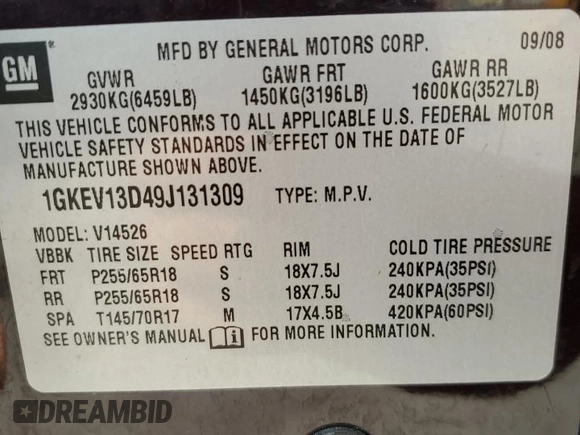 GM
MFD BY GENERAL MOTORS CORP. 09/08
GVWR GAWR FRT GAWR RR
2930KG(6459LB) 1450KG(3196LB) 1600KG(3527LB)
THIS VEHICLE CONFORMS TO ALL APPLICABLE U.S. FEDERAL MOTOR
VEHICLE SAFETY STANDARDS IN EFFECT ON THE DATE OF
MANUFACTURE SHOWN ABOVE.
1GKEV13D49J131309 TYPE: M.P.V.
MODEL: V14526
VBBK TIRE SIZE SPEED RTG RIM COLD TIRE PRESSURE
FRT P255/65R18 S 18X7.5J 240KPA(35PSI)
RR P255/65R18 S 18X7.5J 240KPA(35PSI)
SPA T145/70R17 M 17X4.5B 420KPA(60PSI)
SEE OWNER'S MANUAL i FOR MORE INFORMATION.
DREAMBID